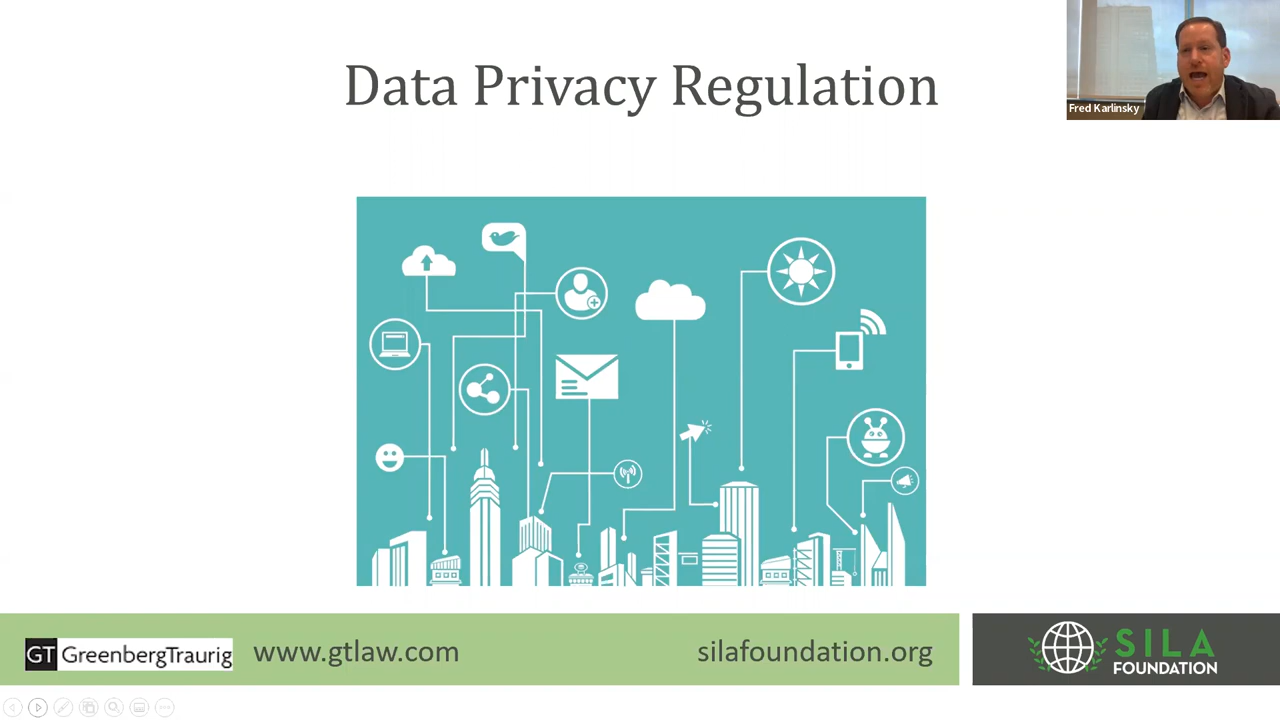 Data Privacy Regulation
Fred Karlinsky
GT GreenbergTraurig
www.gtlaw.com
silafoundation.org
SILA
FOUNDATION